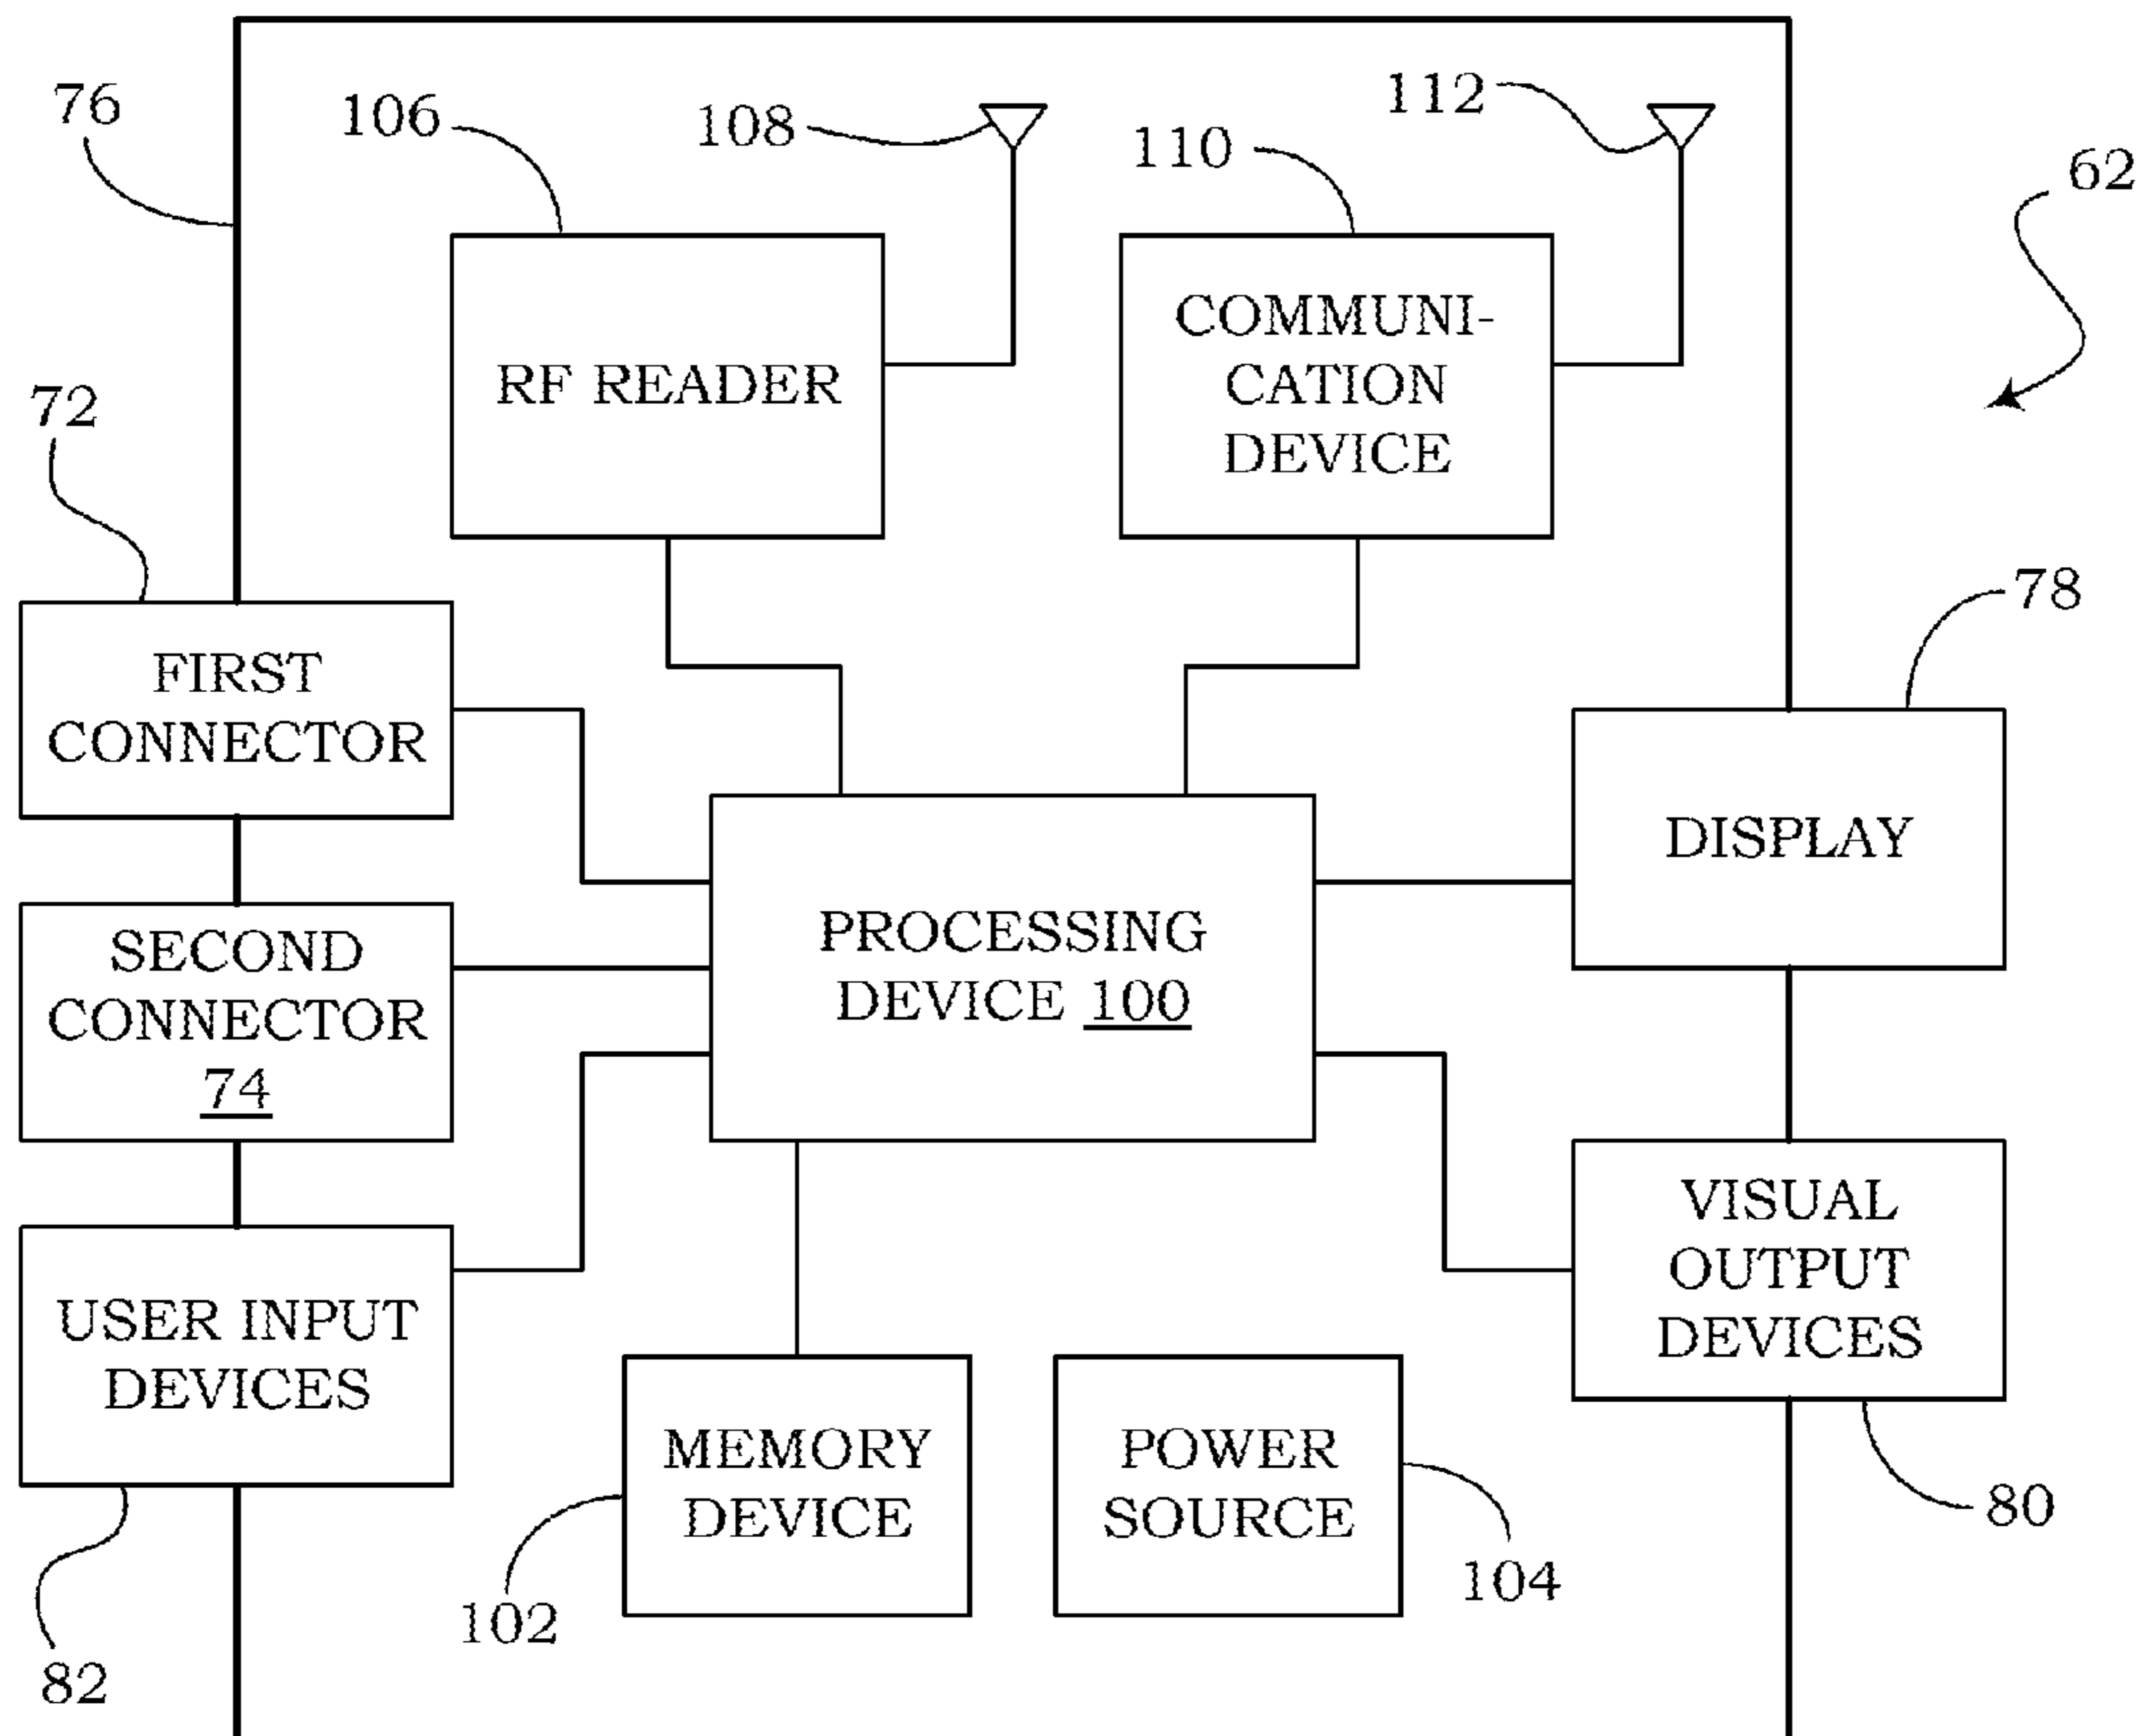 76
106
108
112
110
62
RF READER
COMMUNI-
CATION
DEVICE
72
78
FIRST
CONNECTOR
DISPLAY
SECOND
CONNECTOR
74
PROCESSING
DEVICE 100
VISUAL
OUTPUT
DEVICES
USER INPUT
DEVICES
MEMORY
DEVICE
POWER
SOURCE
80
104
102
82